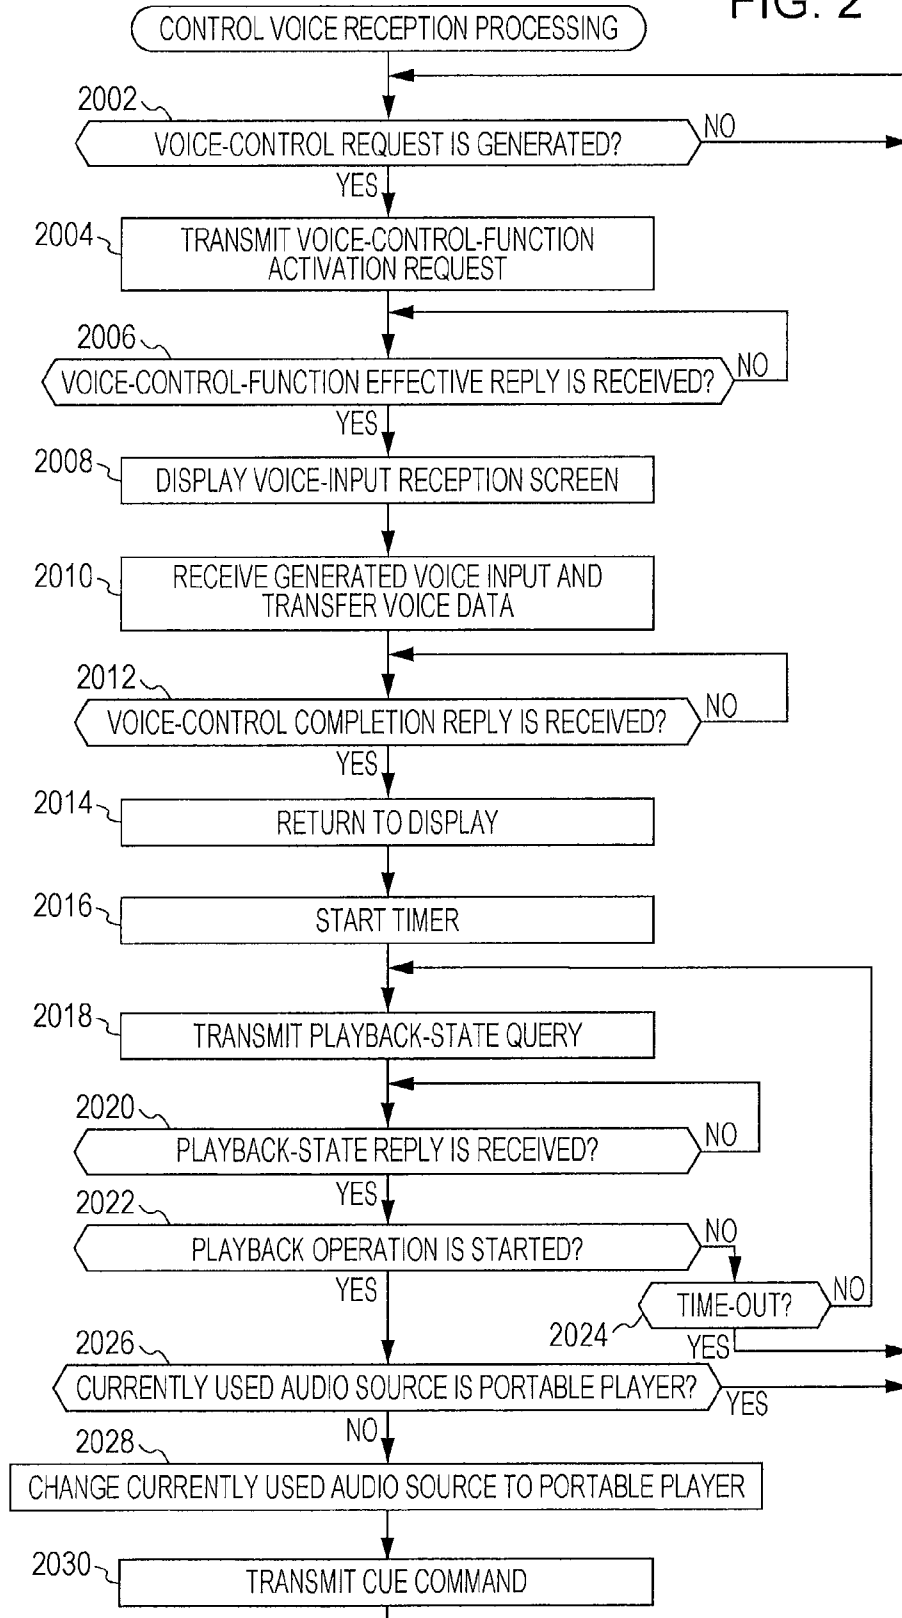 FIG. 2
CONTROL VOICE RECEPTION PROCESSING
2002
VOICE-CONTROL REQUEST IS GENERATED?
NO
YES
2004
TRANSMIT VOICE-CONTROL-FUNCTION
ACTIVATION REQUEST
2006
VOICE-CONTROL-FUNCTION EFFECTIVE REPLY IS RECEIVED?
NO
YES
2008
DISPLAY VOICE-INPUT RECEPTION SCREEN
2010
RECEIVE GENERATED VOICE INPUT AND
TRANSFER VOICE DATA
2012
VOICE-CONTROL COMPLETION REPLY IS RECEIVED?
NO
YES
2014
RETURN TO DISPLAY
2016
START TIMER
2018
TRANSMIT PLAYBACK-STATE QUERY
2020
PLAYBACK-STATE REPLY IS RECEIVED?
NO
YES
2022
PLAYBACK OPERATION IS STARTED?
NO
YES
TIME-OUT?
NO
2024
YES
2026
CURRENTLY USED AUDIO SOURCE IS PORTABLE PLAYER?
YES
NO
2028
CHANGE CURRENTLY USED AUDIO SOURCE TO PORTABLE PLAYER
2030
TRANSMIT CUE COMMAND